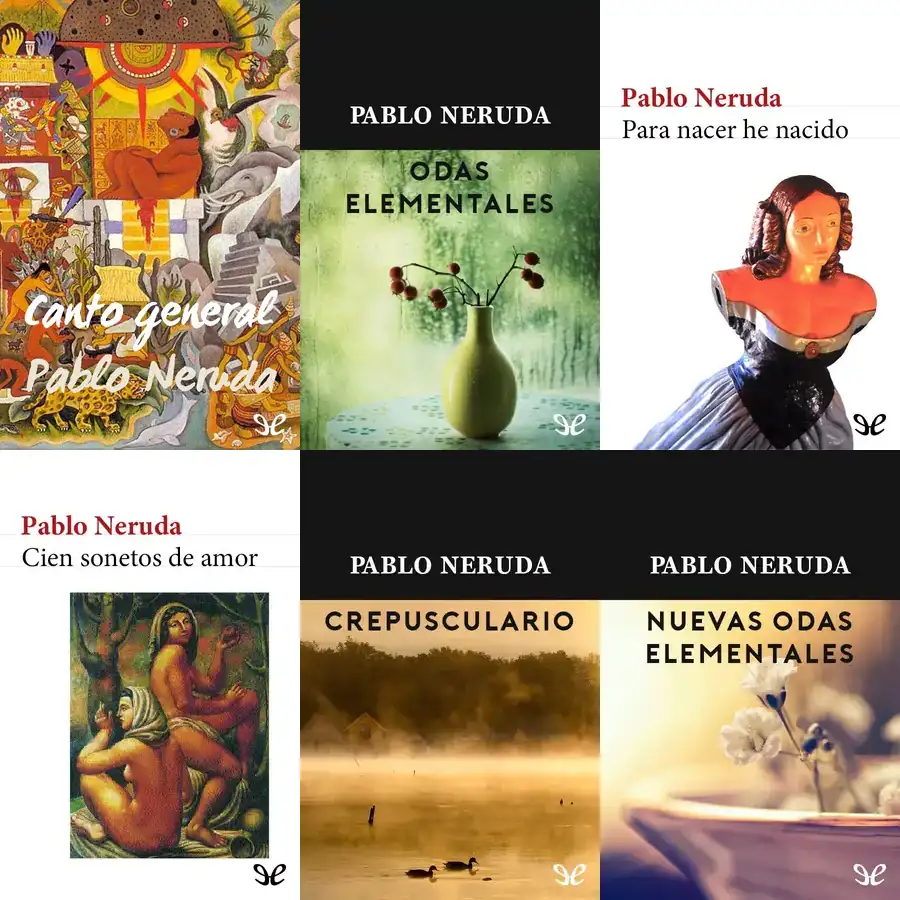 Canto general
Pablo Neruda
PABLO NERUDA
ODAS
ELEMENTALES
Pablo Neruda
Para nacer he nacido
Pablo Neruda
Cien sonetos de amor
PABLO NERUDA
CREPUSCULARIO
PABLO NERUDA
NUEVAS ODAS
ELEMENTALES